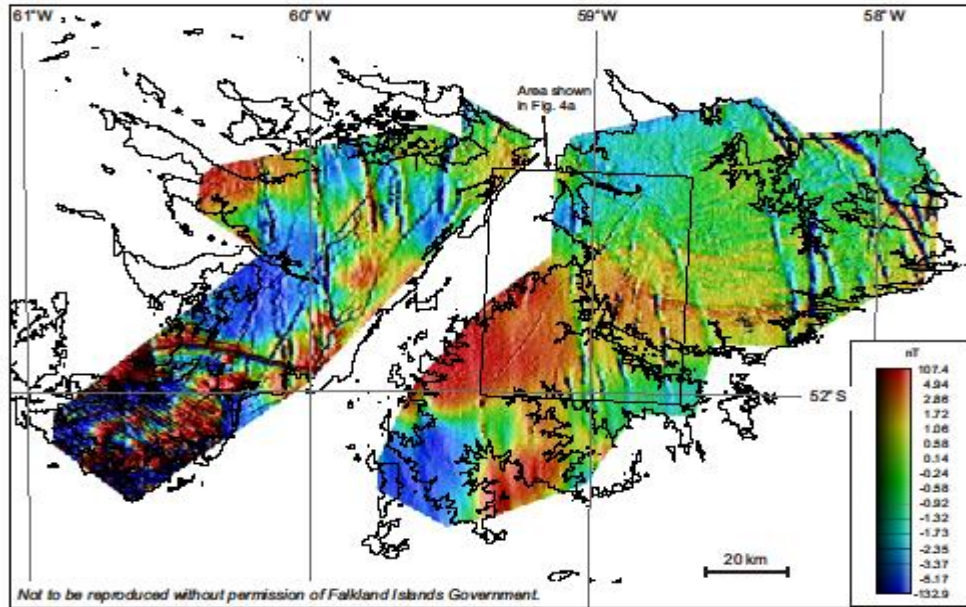 61°W 60°W 59°W 58°W
Area shown
in Fig. 4a
52°S
nT
107.4
4.94
2.86
1.72
1.06
0.58
0.14
-0.24
-0.58
-0.92
-1.32
-1.73
-2.35
-3.37
-5.17
-132.9
20 km
Not to be reproduced without permission of Falkland Islands Government.